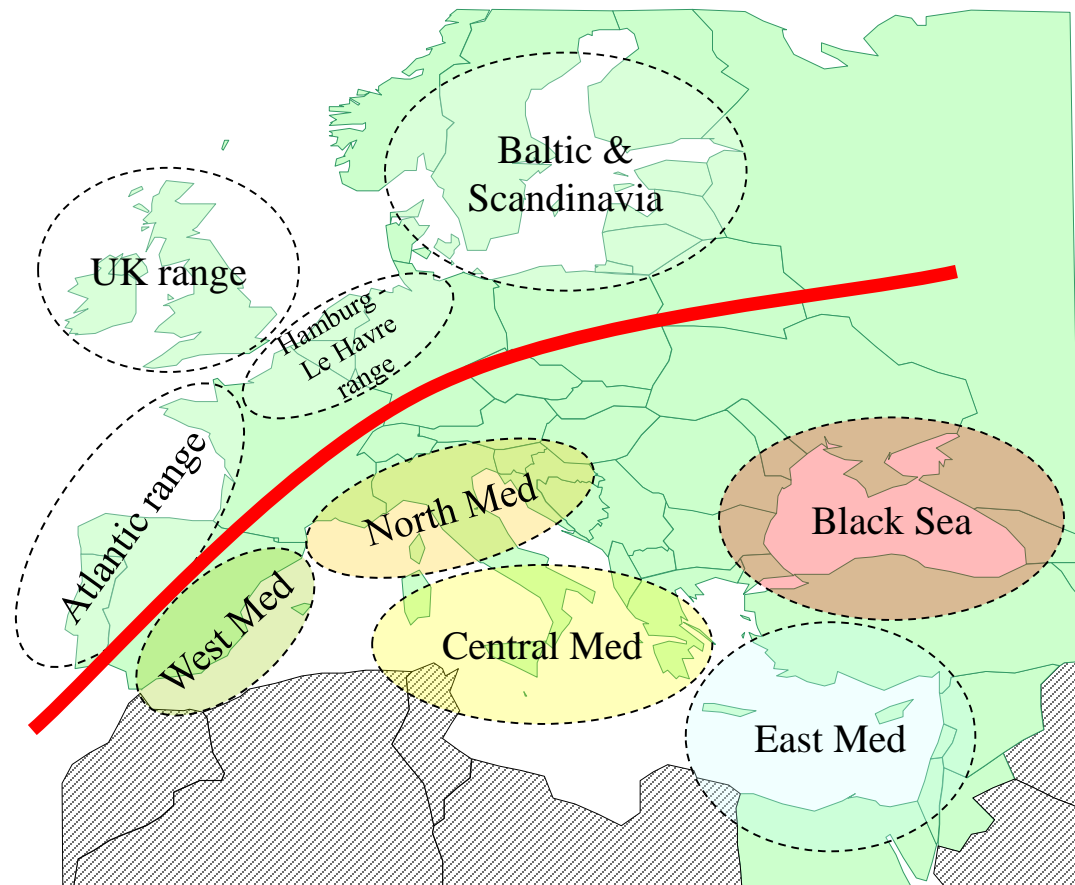 Baltic &
Scandinavia
UK range
Hamburg
Le Havre
range
Atlantic range
North Med
Black Sea
West Med
Central Med
East Med